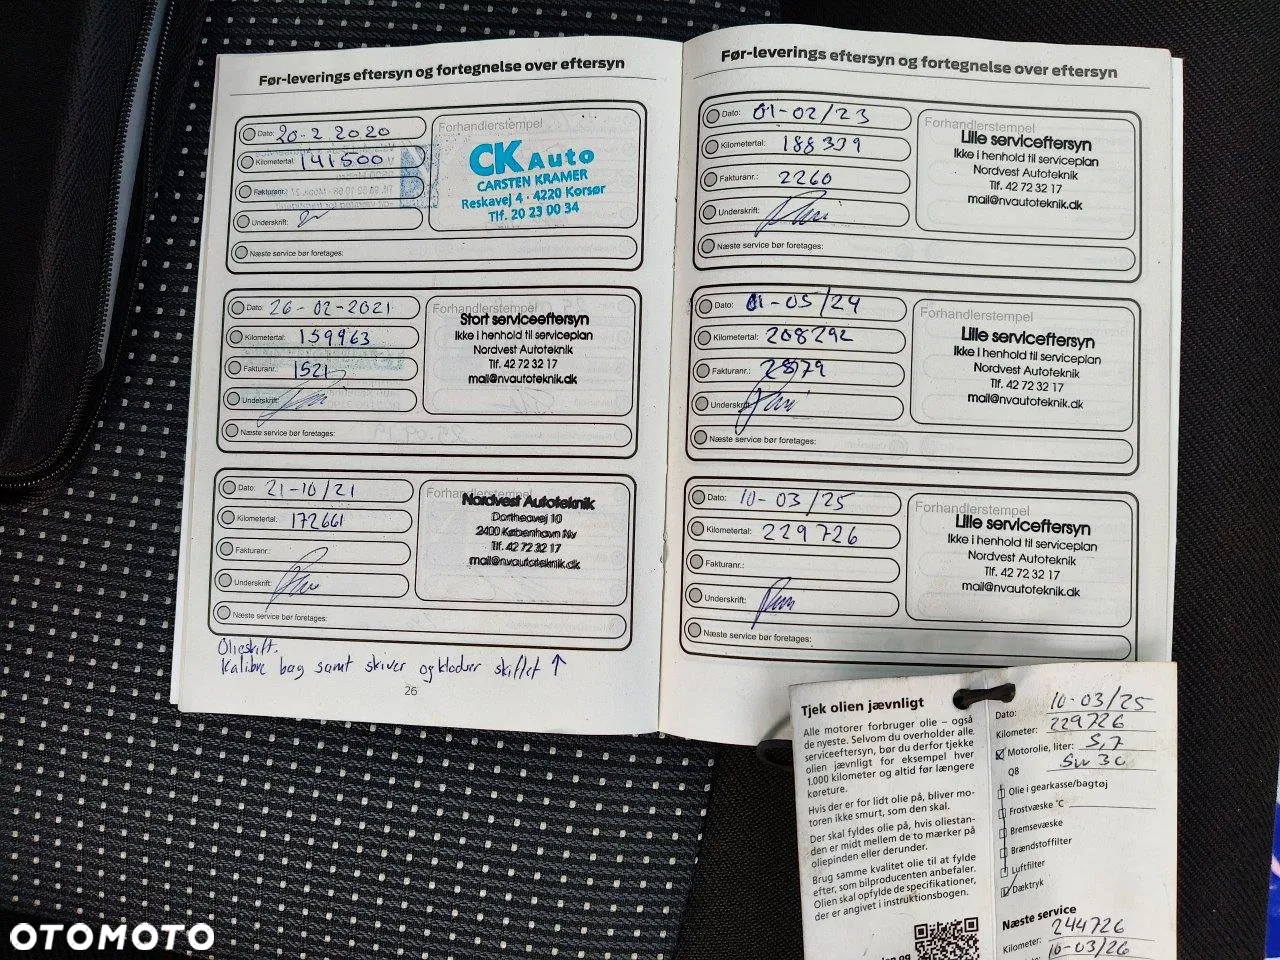 Før-leverings eftersyn og fortegnelse over eftersyn
Dato: 20-2 2020
Kilometertal: 141500
Fakturanr.:
Underskrift:
Næste service bør foretages:
Forhandlerstempel
CK Auto
CARSTEN KRAMER
Reskavej 4 · 4220 Korsør
Tlf. 20 23 00 34
Dato: 26-02-2021
Kilometertal: 159963
Fakturanr.: 1521
Underskrift:
Næste service bør foretages:
Forhandlerstempel
Stort serviceeftersyn
Ikke i henhold til serviceplan
Nordvest Autoteknik
Tlf. 42 72 32 17
mail@nvautoteknik.dk
Dato: 21-10/21
Kilometertal: 172661
Fakturanr.:
Underskrift:
Næste service bør foretages:
Forhandlerstempel
Nordvest Autoteknik
Dortheavej 10
2400 København Nv
Tlf. 42 72 32 17
mail@nvautoteknik.dk
Olieskift.
Kalibre bag samt skiver og klodser skiftet ↑
26
Før-leverings eftersyn og fortegnelse over eftersyn
Dato: 01-02/23
Kilometertal: 188339
Fakturanr.: 2260
Underskrift:
Næste service bør foretages:
Forhandlerstempel
Lille serviceeftersyn
Ikke i henhold til serviceplan
Nordvest Autoteknik
Tlf. 42 72 32 17
mail@nvautoteknik.dk
Dato: 01-05/24
Kilometertal: 208292
Fakturanr.: 2879
Underskrift:
Næste service bør foretages:
Forhandlerstempel
Lille serviceeftersyn
Ikke i henhold til serviceplan
Nordvest Autoteknik
Tlf. 42 72 32 17
mail@nvautoteknik.dk
Dato: 10-03/25
Kilometertal: 229726
Fakturanr.:
Underskrift:
Næste service bør foretages:
Forhandlerstempel
Lille serviceeftersyn
Ikke i henhold til serviceplan
Nordvest Autoteknik
Tlf. 42 72 32 17
mail@nvautoteknik.dk
Tjek olien jævnligt
Alle motorer forbruger olie – også
de nyeste. Selvom du overholder alle
serviceeftersyn, bør du derfor tjekke
olien jævnligt for eksempel hver
1.000 kilometer og altid før længere
køreture.
Hvis der er for lidt olie på, bliver mo-
toren ikke smurt, som den skal.
Der skal fyldes olie på, hvis oliestan-
den er midt mellem de to mærker på
oliepinden eller derunder.
Brug samme kvalitet olie til at fylde
efter, som bilproducenten anbefaler.
Olien skal opfylde de specifikationer,
der er angivet i instruktionsbogen.
Dato: 10-03/25
Kilometer: 229726
Motorolie, liter: 5,7
Q8 5w30
Olie i gearkasse/bagtøj
Frostvæske °C
Bremsevæske
Brændstoffilter
Luftfilter
Dæktryk
Næste service
Kilometer: 244726
10-03/26
OTOMOTO